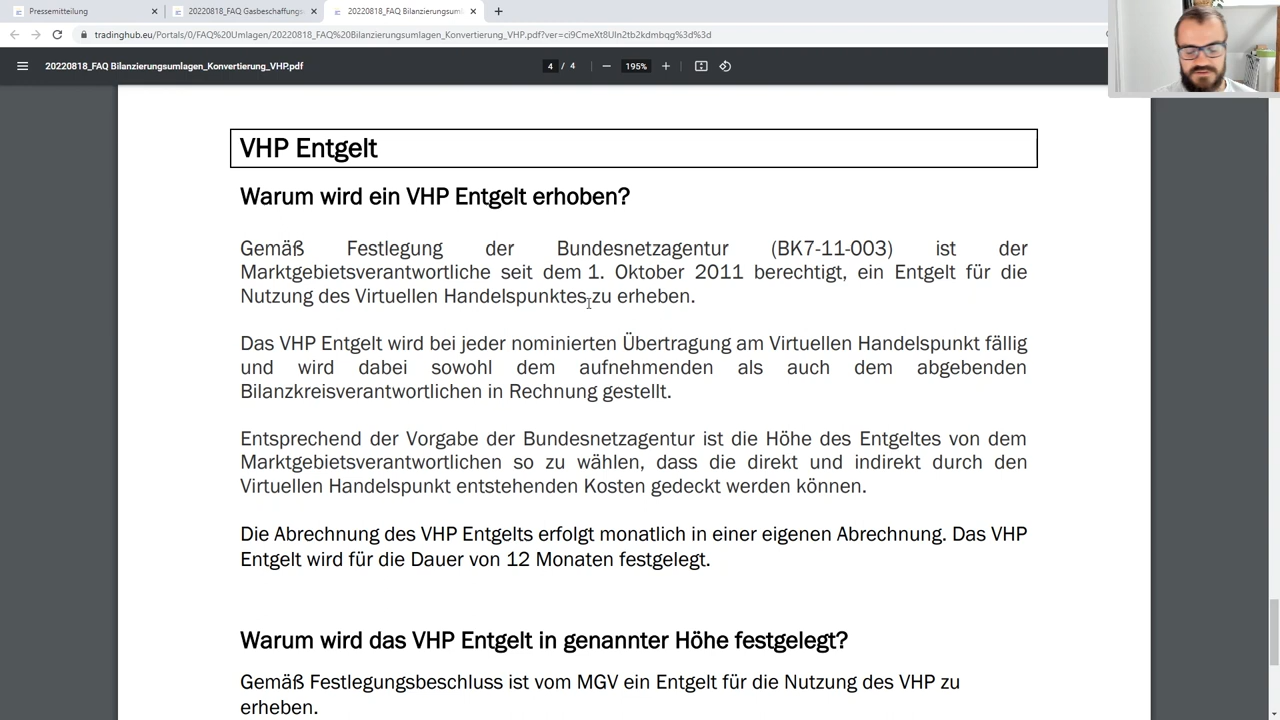 Pressemitteilung
20220818_FAQ Gasbeschaffungs
20220818_FAQ Bilanzierungsuml
tradinghub.eu/Portals/0/FAQ%20Umlagen/20220818_FAQ%20Bilanzierungsumlagen_Konvertierung_VHP.pdf?ver=ci9CmeXt8Uln2tb2kdmbqg%3d%3d
20220818_FAQ Bilanzierungsumlagen_Konvertierung_VHP.pdf
4 / 4
195%
VHP Entgelt
Warum wird ein VHP Entgelt erhoben?
Gemäß Festlegung der Bundesnetzagentur (BK7-11-003) ist der
Marktgebietsverantwortliche seit dem 1. Oktober 2011 berechtigt, ein Entgelt für die
Nutzung des Virtuellen Handelspunktes zu erheben.
Das VHP Entgelt wird bei jeder nominierten Übertragung am Virtuellen Handelspunkt fällig
und wird dabei sowohl dem aufnehmenden als auch dem abgebenden
Bilanzkreisverantwortlichen in Rechnung gestellt.
Entsprechend der Vorgabe der Bundesnetzagentur ist die Höhe des Entgeltes von dem
Marktgebietsverantwortlichen so zu wählen, dass die direkt und indirekt durch den
Virtuellen Handelspunkt entstehenden Kosten gedeckt werden können.
Die Abrechnung des VHP Entgelts erfolgt monatlich in einer eigenen Abrechnung. Das VHP
Entgelt wird für die Dauer von 12 Monaten festgelegt.
Warum wird das VHP Entgelt in genannter Höhe festgelegt?
Gemäß Festlegungsbeschluss ist vom MGV ein Entgelt für die Nutzung des VHP zu
erheben.